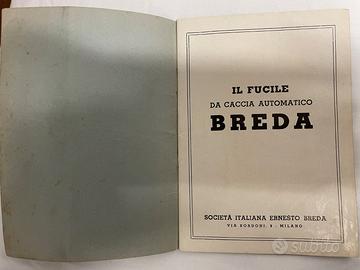 IL FUCILE
DA CACCIA AUTOMATICO
BREDA
SOCIETÀ ITALIANA ERNESTO BREDA
VIA BORDONI, 9 - MILANO
subito